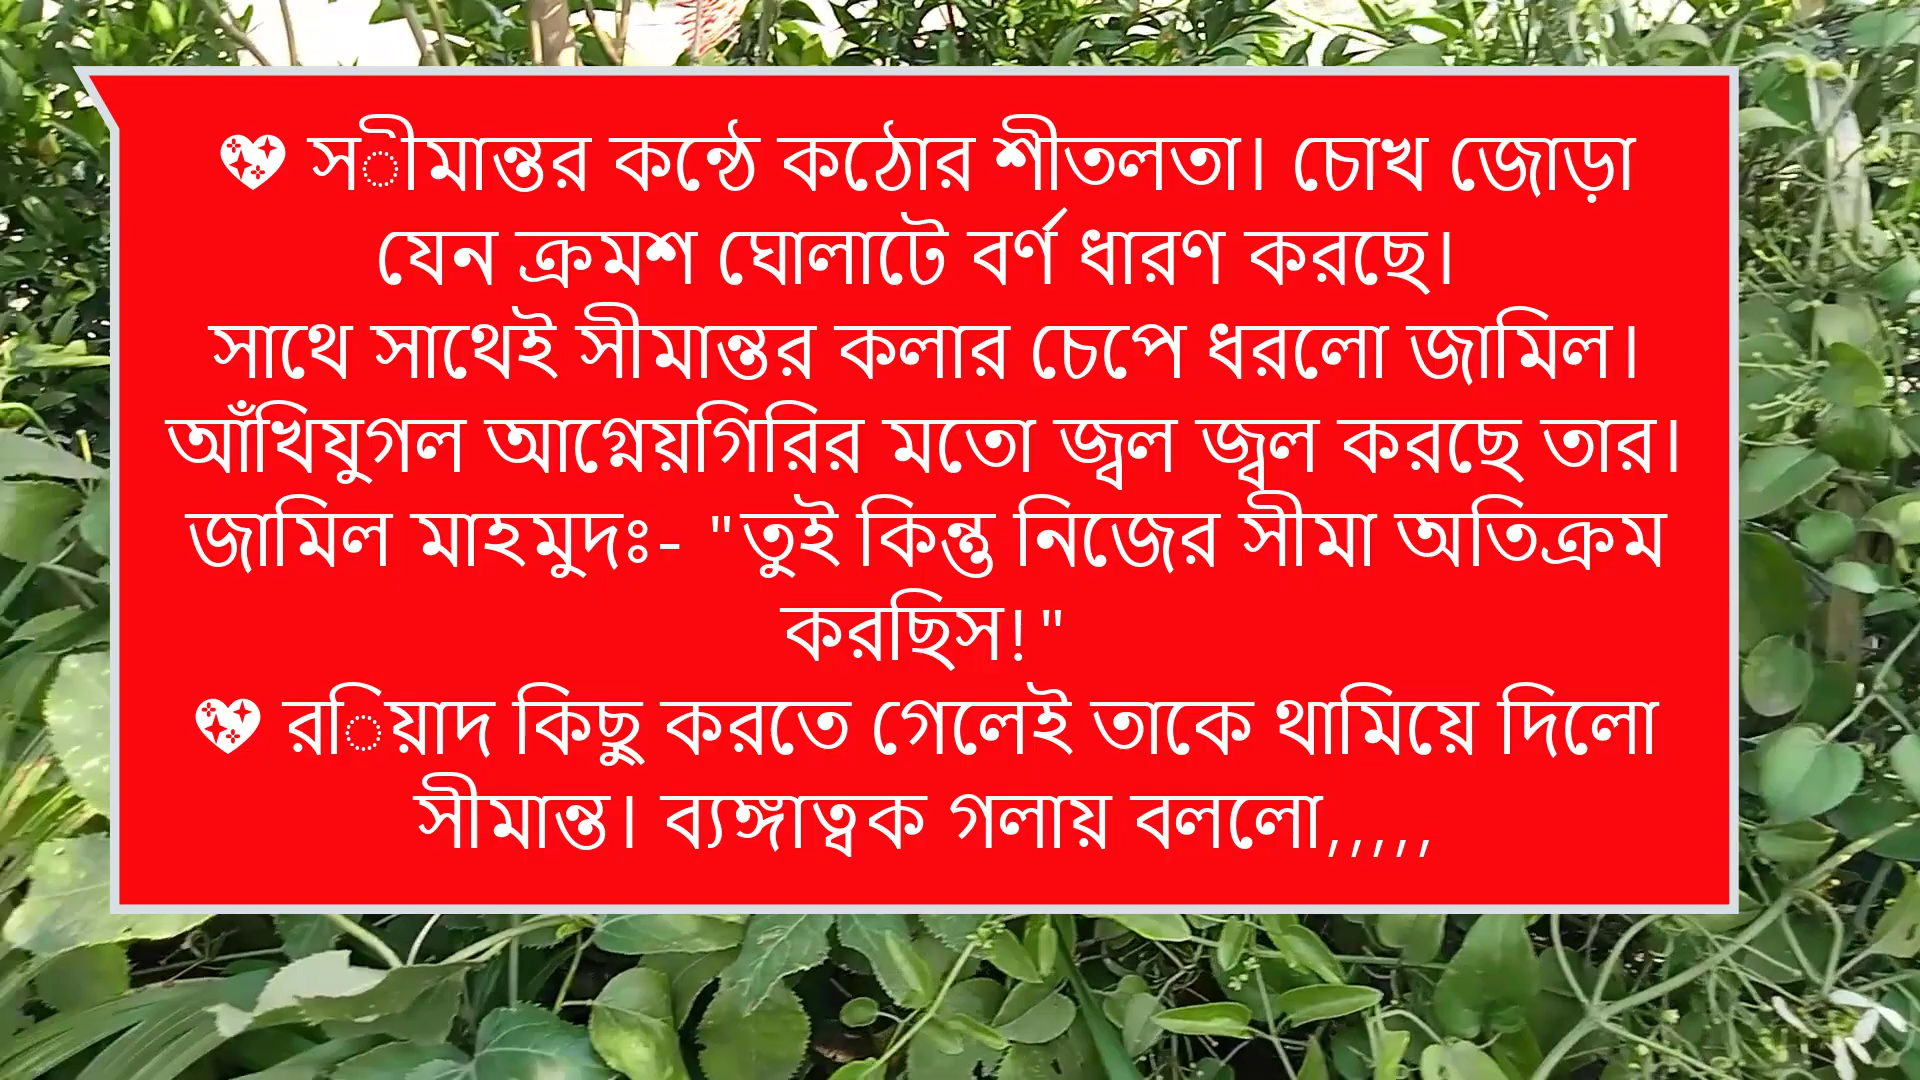 💖 সীমান্তর কন্ঠে কঠোর শীতলতা। চোখ জোড়া
যেন ক্রমশ ঘোলাটে বর্ণ ধারণ করছে।
সাথে সাথেই সীমান্তর কলার চেপে ধরলো জামিল।
আঁখিযুগল আগ্নেয়গিরির মতো জ্বল জ্বল করছে তার।
জামিল মাহমুদঃ- "তুই কিন্তু নিজের সীমা অতিক্রম
করছিস!"
💖 রিয়াদ কিছু করতে গেলেই তাকে থামিয়ে দিলো
সীমান্ত। ব্যঙ্গাত্বক গলায় বললো,,,,,